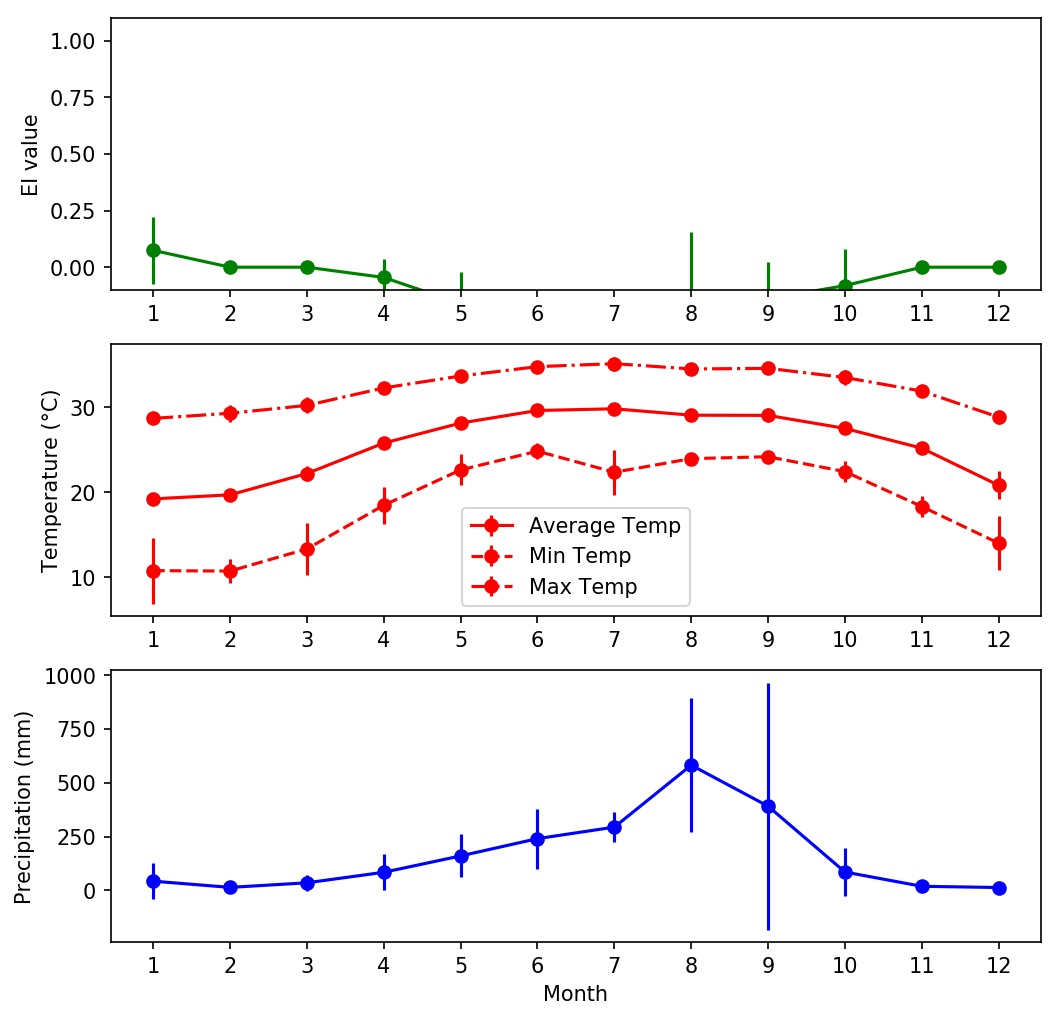 EI value
1.00
0.75
0.50
0.25
0.00
1 2 3 4 5 6 7 8 9 10 11 12
Temperature (°C)
30
20
10
Average Temp
Min Temp
Max Temp
1 2 3 4 5 6 7 8 9 10 11 12
Precipitation (mm)
1000
750
500
250
0
1 2 3 4 5 6 7 8 9 10 11 12
Month